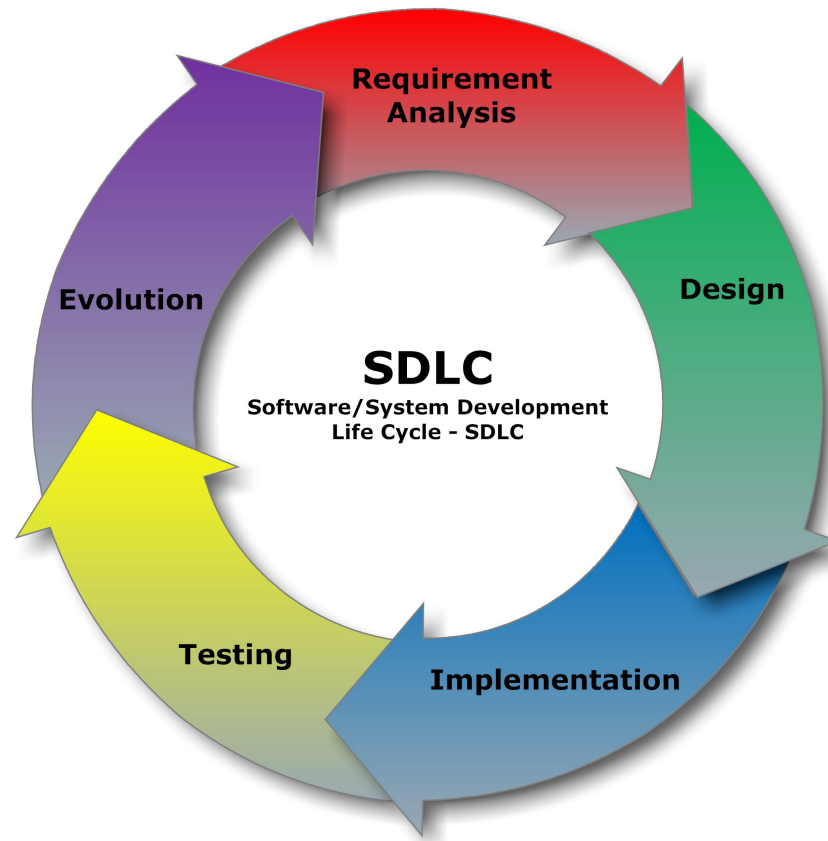 Requirement
Analysis
Design
Evolution
SDLC
Software/System Development
Life Cycle - SDLC
Testing
Implementation